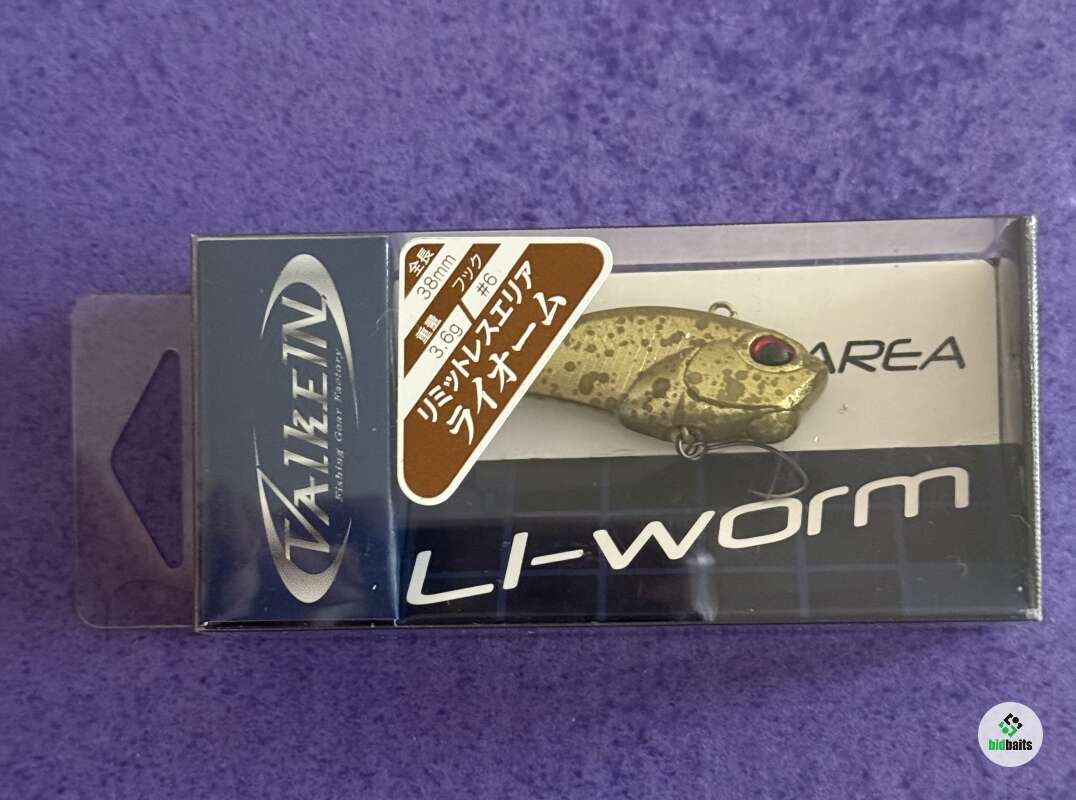 VALKEIN
Fishing Gear Factory
全長
38mm
フック
#6
重量
3.6g
リミットレスエリア
ライオーム
AREA
LI-WORM
bidbaits